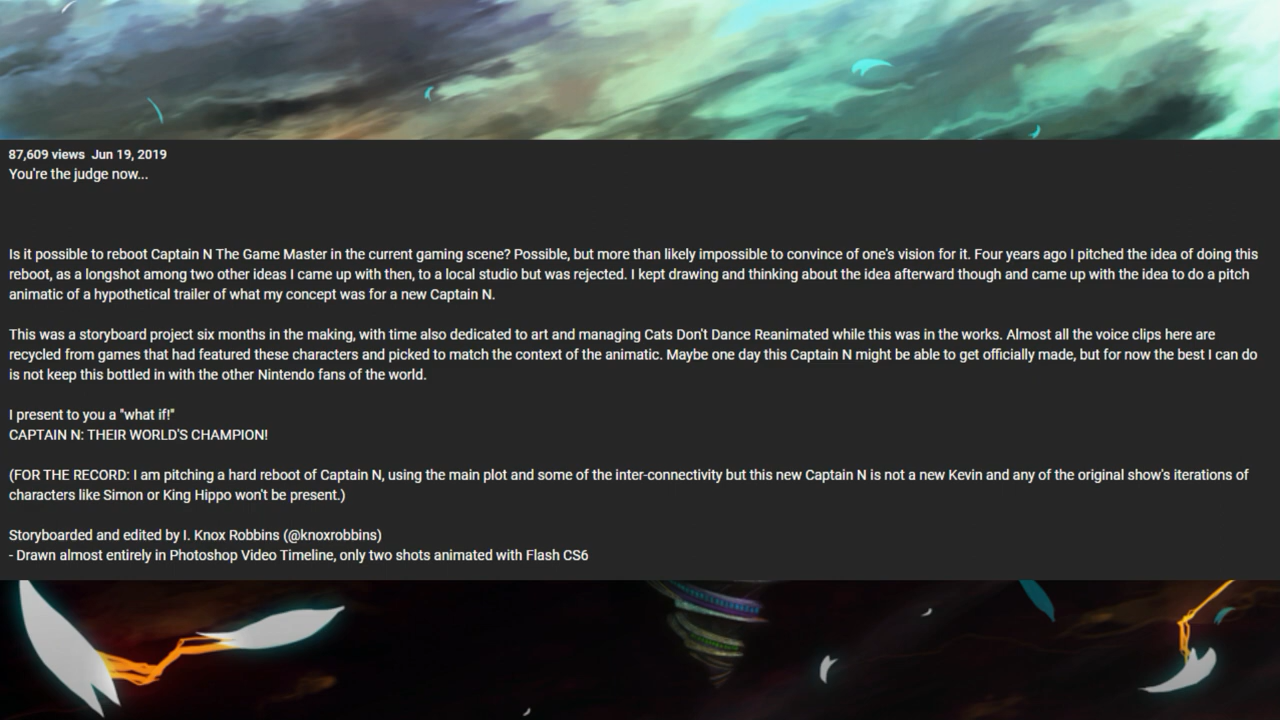 87,609 views  Jun 19, 2019
You're the judge now...
Is it possible to reboot Captain N The Game Master in the current gaming scene? Possible, but more than likely impossible to convince of one's vision for it. Four years ago I pitched the idea of doing this
reboot, as a longshot among two other ideas I came up with then, to a local studio but was rejected. I kept drawing and thinking about the idea afterward though and came up with the idea to do a pitch
animatic of a hypothetical trailer of what my concept was for a new Captain N.
This was a storyboard project six months in the making, with time also dedicated to art and managing Cats Don't Dance Reanimated while this was in the works. Almost all the voice clips here are
recycled from games that had featured these characters and picked to match the context of the animatic. Maybe one day this Captain N might be able to get officially made, but for now the best I can do
is not keep this bottled in with the other Nintendo fans of the world.
I present to you a "what if!"
CAPTAIN N: THEIR WORLD'S CHAMPION!
(FOR THE RECORD: I am pitching a hard reboot of Captain N, using the main plot and some of the inter-connectivity but this new Captain N is not a new Kevin and any of the original show's iterations of
characters like Simon or King Hippo won't be present.)
Storyboarded and edited by I. Knox Robbins (@knoxrobbins)
- Drawn almost entirely in Photoshop Video Timeline, only two shots animated with Flash CS6